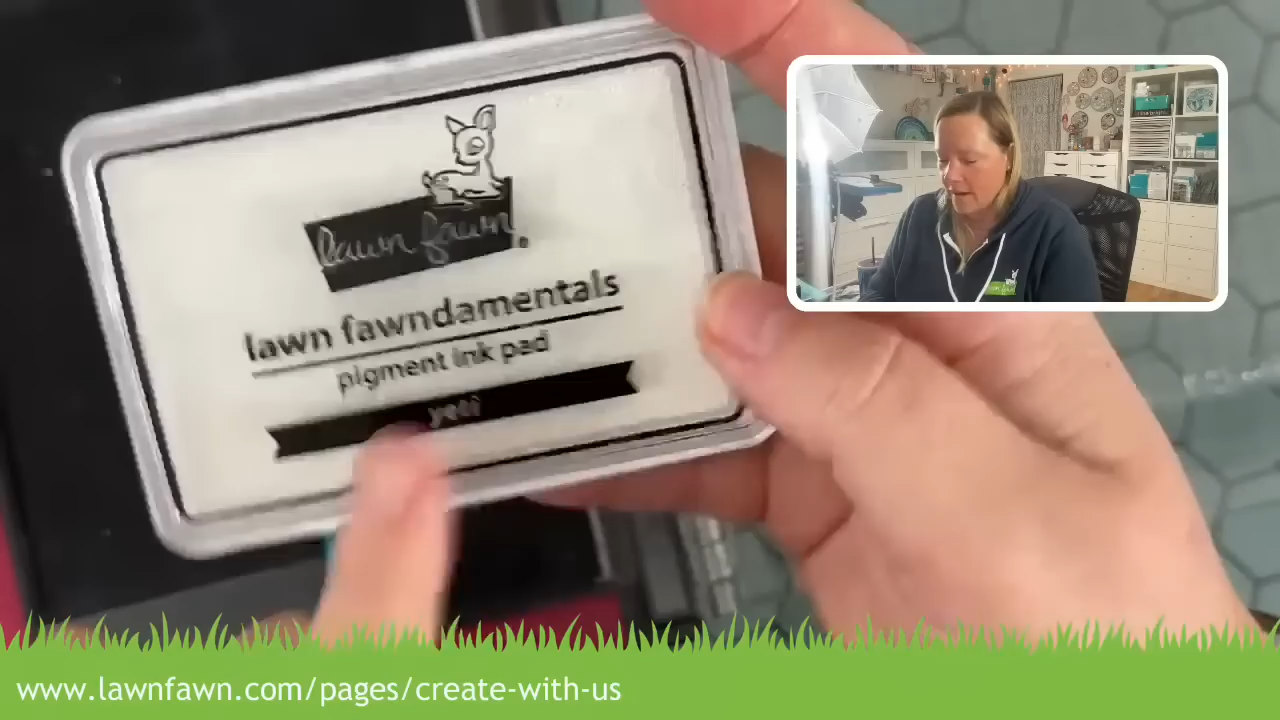 lawn fawn
lawn fawndamentals
pigment ink pad
yeti
www.lawnfawn.com/pages/create-with-us